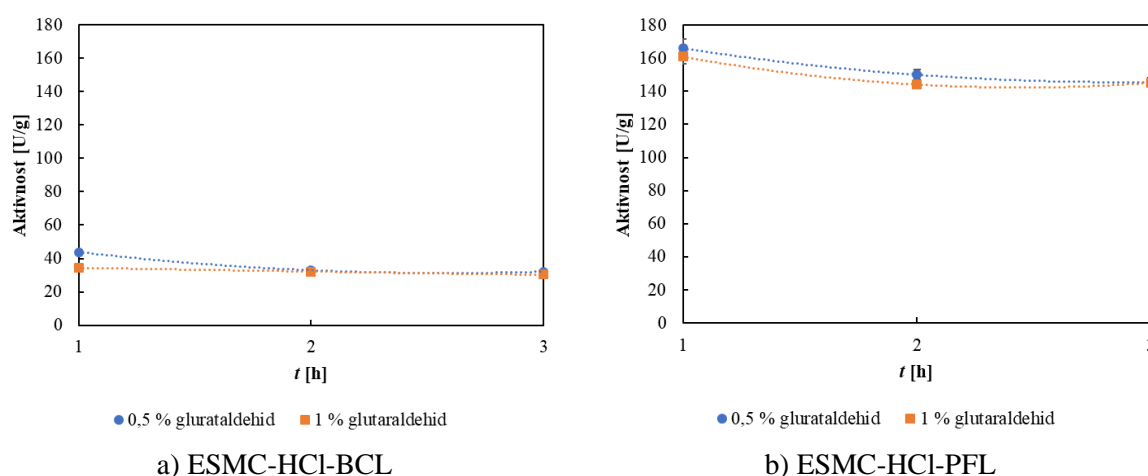 180
160
140
120
100
80
60
40
20
0
Aktivnost [U/g]
1 2 3
t [h]
0,5 % glurataldehid 1 % glutaraldehid
a) ESMC-HCl-BCL
180
160
140
120
100
80
60
40
20
0
Aktivnost [U/g]
1 2
t [h]
0,5 % glurataldehid 1 % glutaraldehid
b) ESMC-HCl-PFL